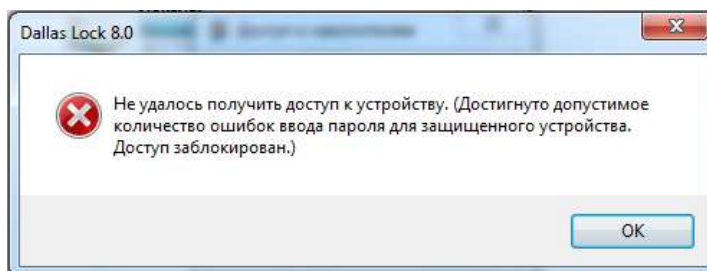 Dallas Lock 8.0
Не удалось получить доступ к устройству. (Достигнуто допустимое
количество ошибок ввода пароля для защищенного устройства.
Доступ заблокирован.)
OK